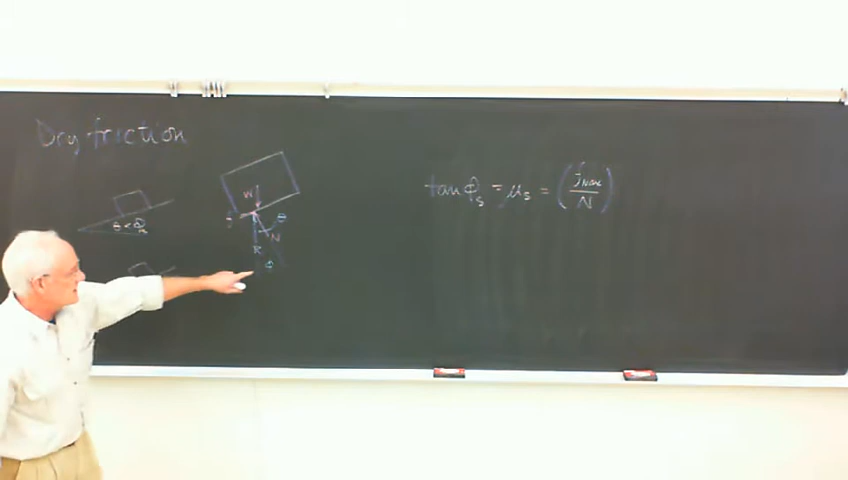 Dry friction
θ < Φs
W
f
θ
N
R
Φ
tan Φs = μs = (fmax / N)